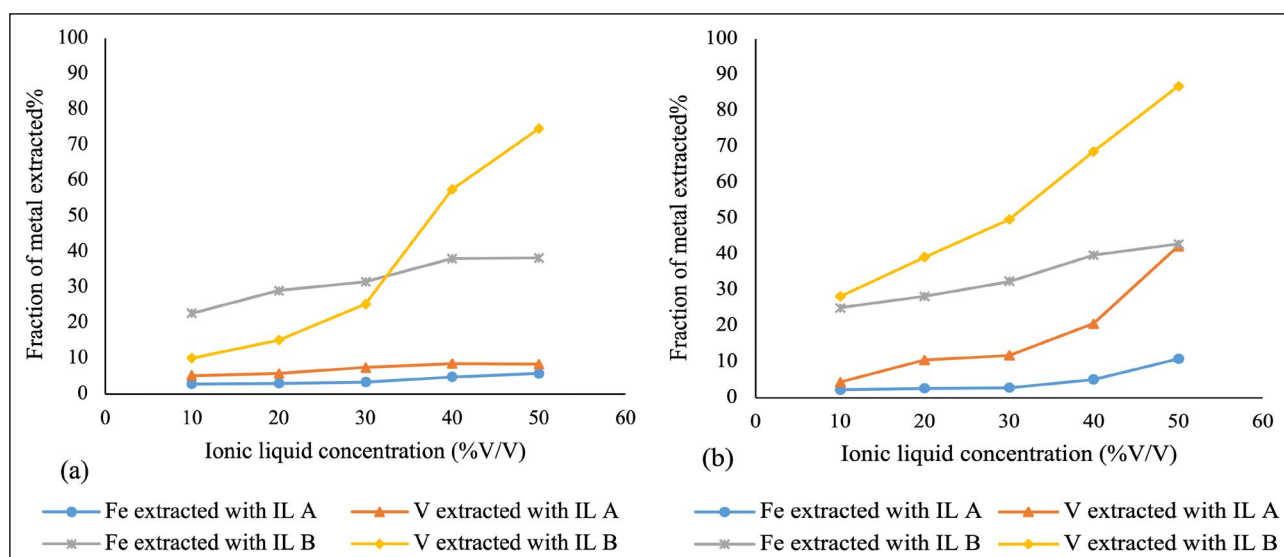 100
90
80
70
60
50
40
30
20
10
0
Fraction of metal extracted%
0 10 20 30 40 50 60
Ionic liquid concentration (%V/V)
(a)
Fe extracted with IL A
V extracted with IL A
Fe extracted with IL B
V extracted with IL B
100
90
80
70
60
50
40
30
20
10
0
Fraction of metal extracted%
0 10 20 30 40 50 60
Ionic liquid concentration (%V/V)
(b)
Fe extracted with IL A
V extracted with IL A
Fe extracted with IL B
V extracted with IL B